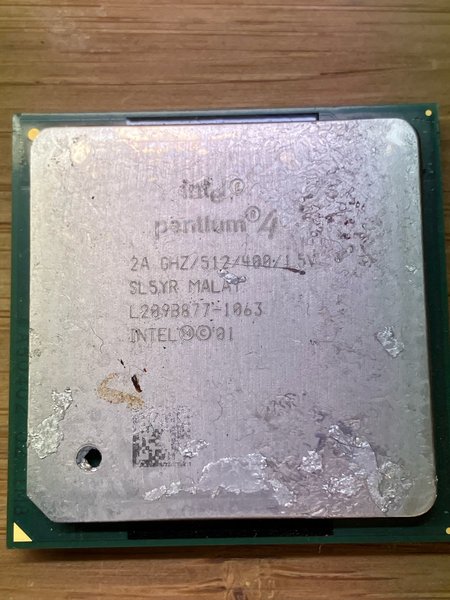 intel®
pentium®4
2A GHZ/512/400/1.5V
SL5YR MALAY
L209B877-1063
INTEL Ⓜ©'01